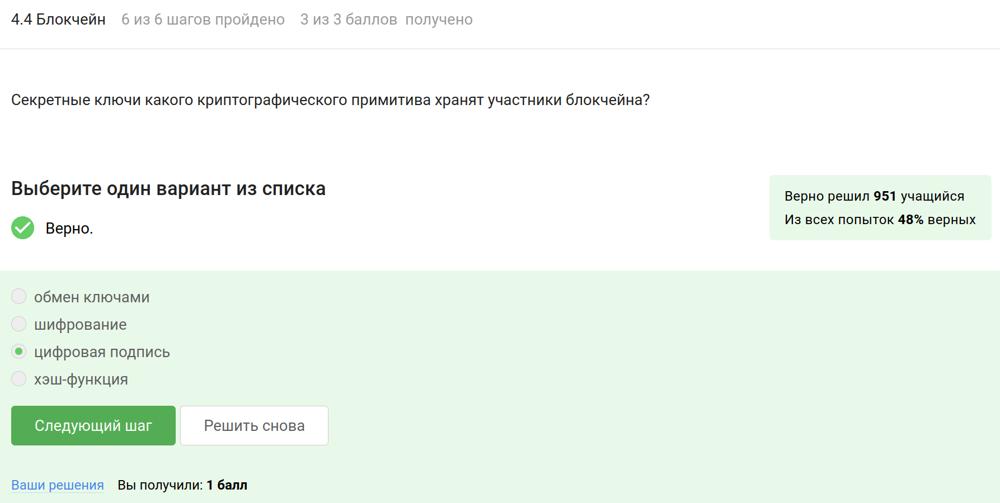 4.4 Блокчейн 6 из 6 шагов пройдено 3 из 3 баллов получено
Секретные ключи какого криптографического примитива хранят участники блокчейна?
Выберите один вариант из списка
Верно.
Верно решил 951 учащийся
Из всех попыток 48% верных
обмен ключами
шифрование
цифровая подпись
хэш-функция
Следующий шаг Решить снова
Ваши решения Вы получили: 1 балл